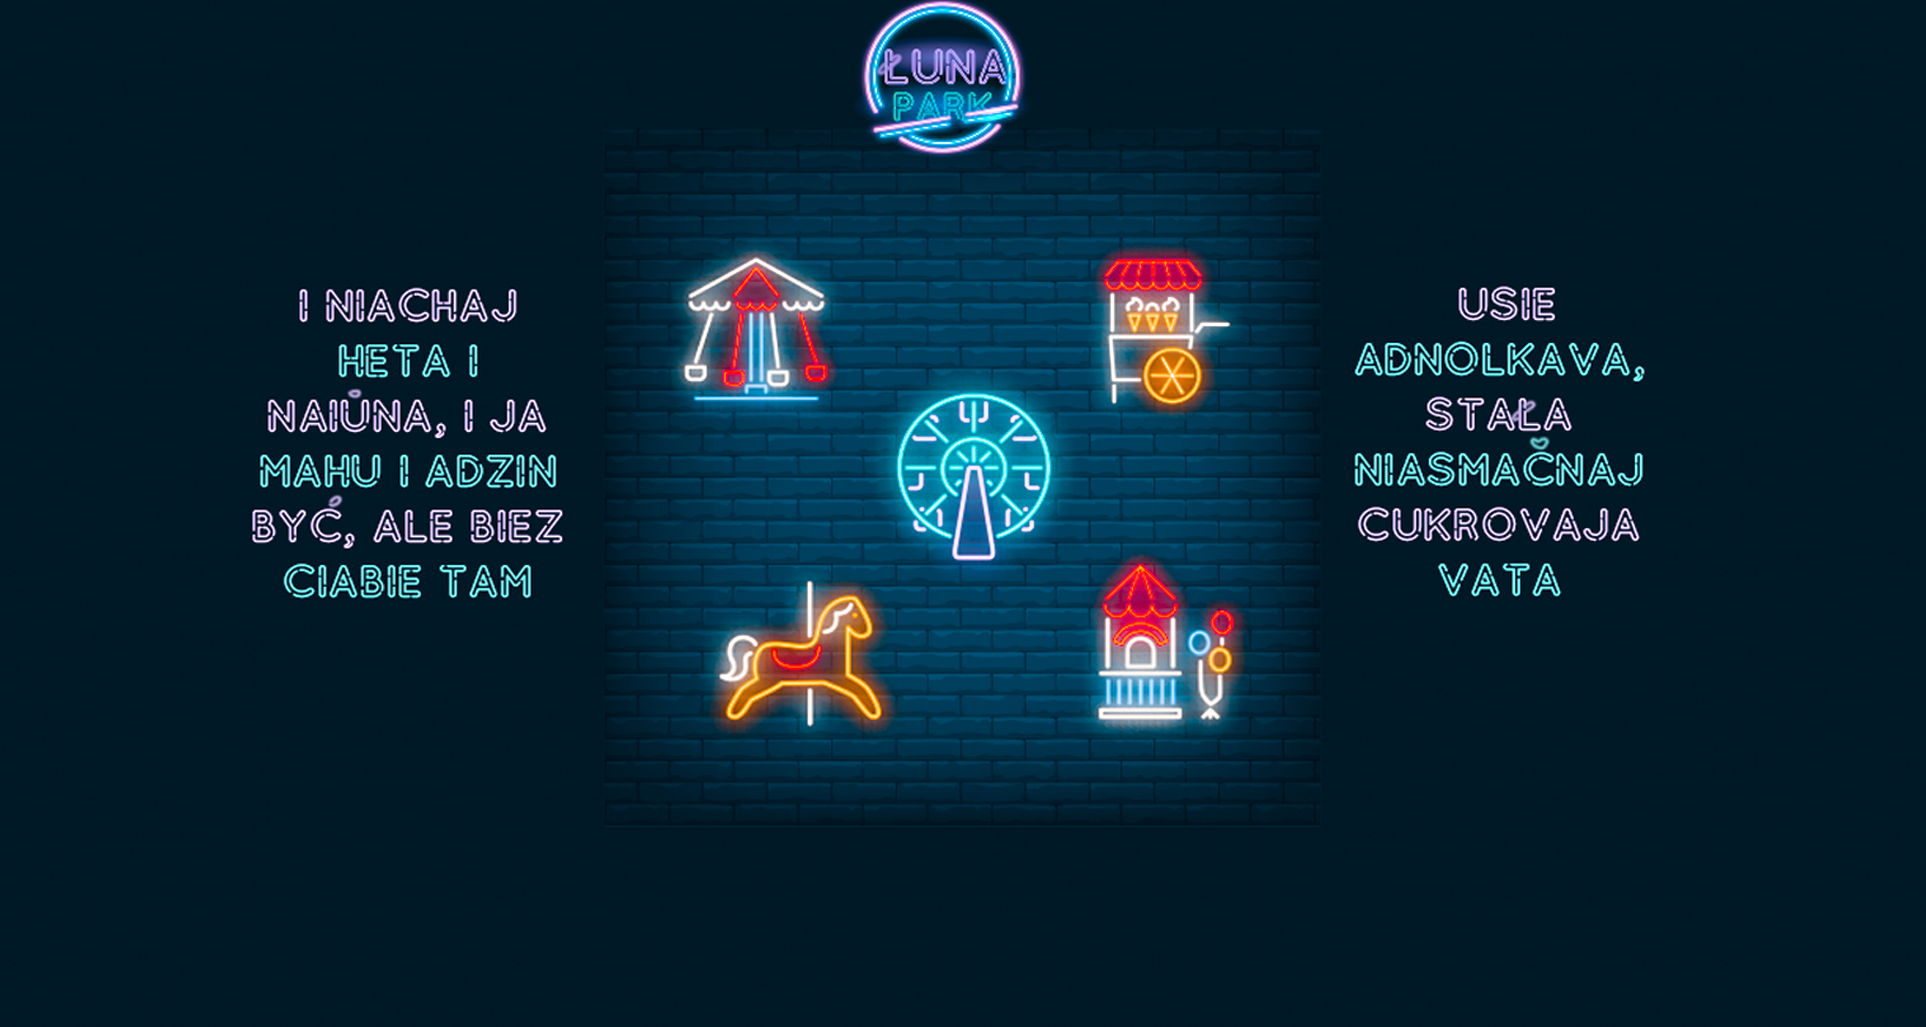 ŁUNA
PARK
I NIACHAJ
HETA I
NAIŬNA, I JA
MAHU I ADZIN
BYĆ, ALE BIEZ
CIABIE TAM
USIE
ADNOLKAVA,
STAŁA
NIASMAČNAJ
CUKROVAJA
VATA